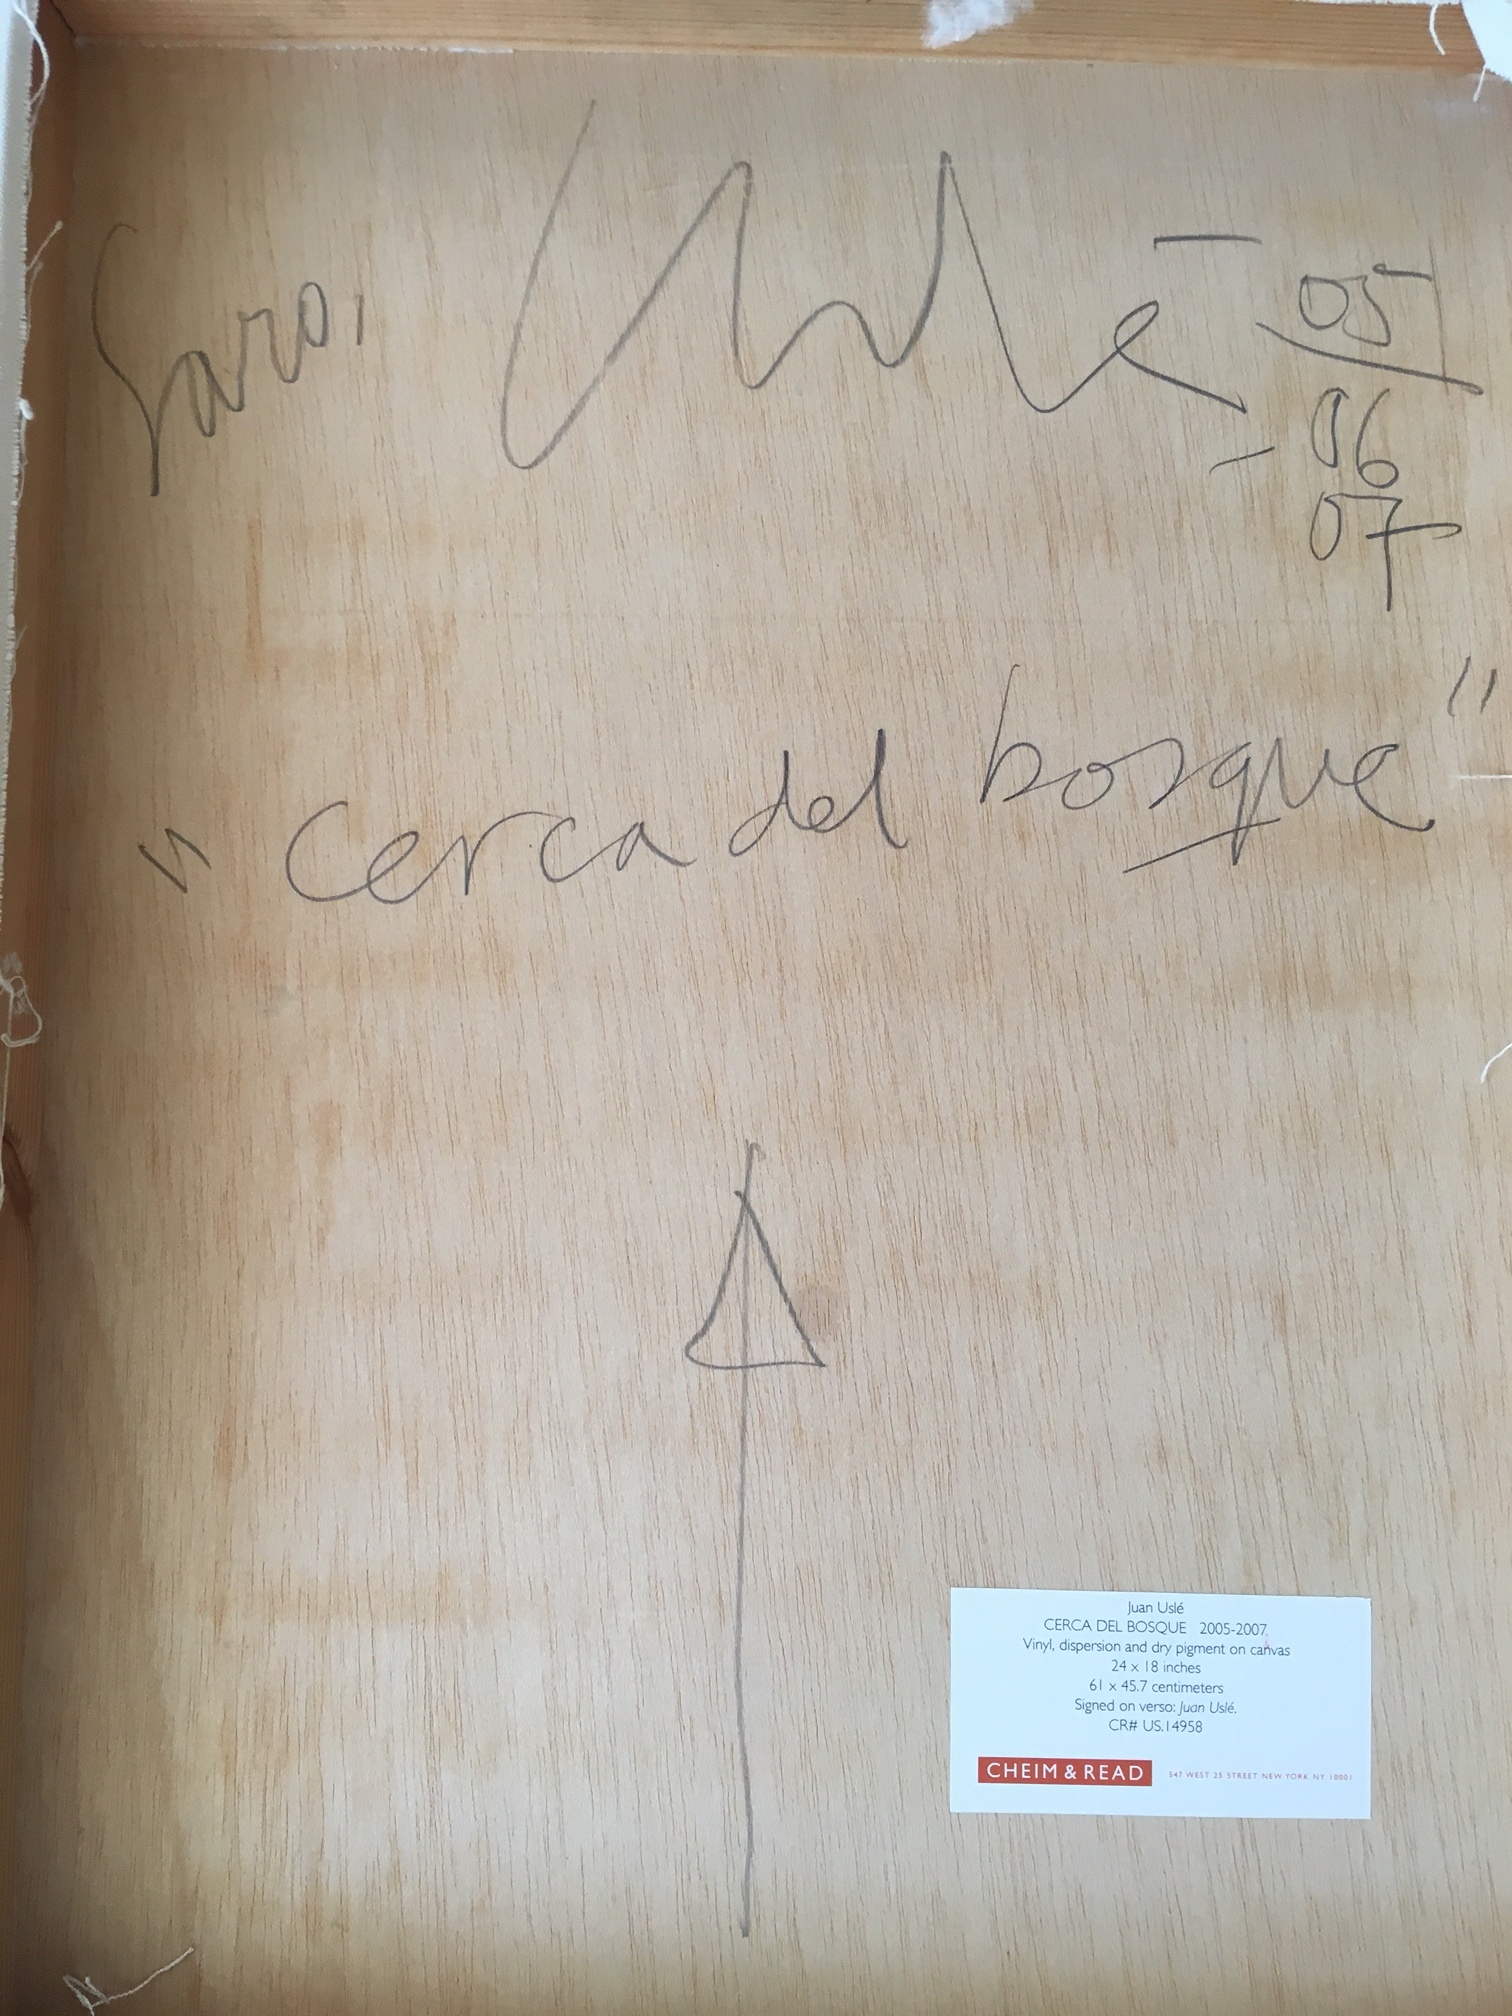 Saro, Uslé
05
06
07
"cerca del bosque"
Juan Uslé
CERCA DEL BOSQUE 2005-2007.
Vinyl, dispersion and dry pigment on canvas
24 x 18 inches
61 x 45.7 centimeters
Signed on verso: Juan Uslé.
CR# US.14958
CHEIM & READ 547 WEST 25 STREET NEW YORK NY 10001